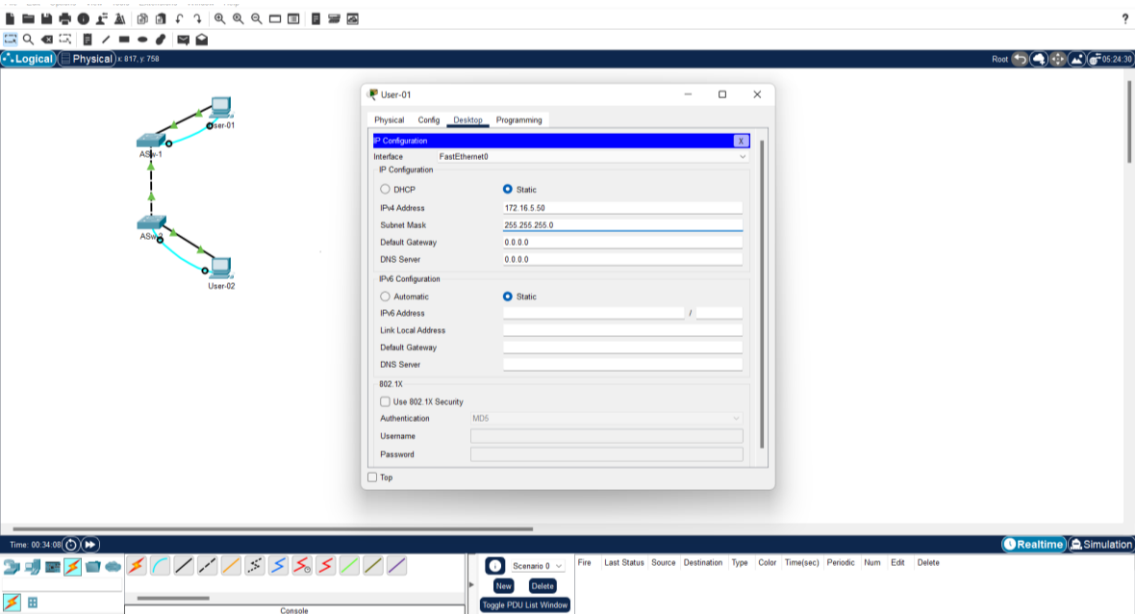 ?
Logical Physical x: 817, y: 758 Root 05:24:30
User-01
Physical Config Desktop Programming
IP Configuration X
Interface FastEthernet0
IP Configuration
DHCP Static
IPv4 Address 172.16.5.50
Subnet Mask 255.255.255.0
Default Gateway 0.0.0.0
DNS Server 0.0.0.0
IPv6 Configuration
Automatic Static
IPv6 Address /
Link Local Address
Default Gateway
DNS Server
802.1X
Use 802.1X Security
Authentication MD5
Username
Password
Top
ser-01
ASw-1
ASw-2
User-02
Time: 00:34:08 Realtime Simulation
Scenario 0 Fire Last Status Source Destination Type Color Time(sec) Periodic Num Edit Delete
New Delete
Toggle PDU List Window
Console